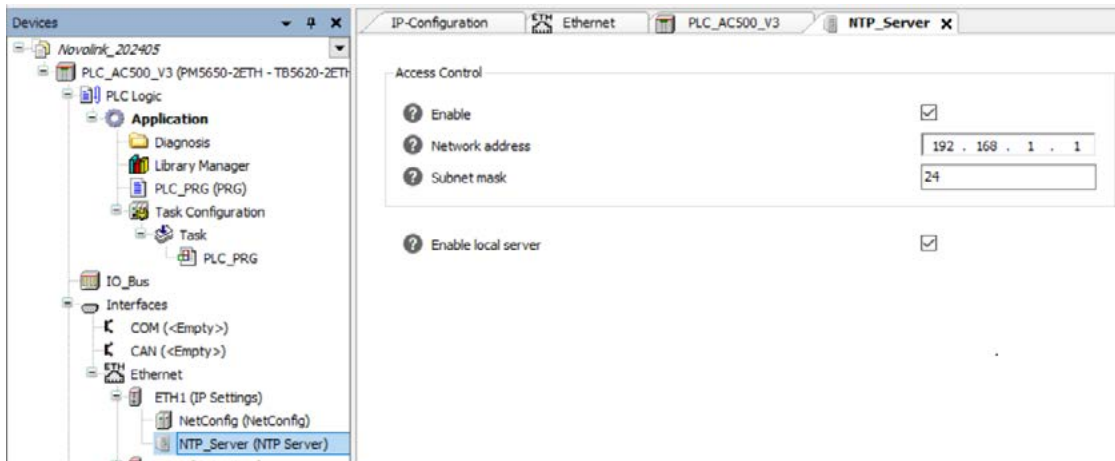 Devices
Novolink_202405
PLC_AC500_V3 (PM5650-2ETH - TB5620-2ETH
PLC Logic
Application
Diagnosis
Library Manager
PLC_PRG (PRG)
Task Configuration
Task
PLC_PRG
IO_Bus
Interfaces
COM (<Empty>)
CAN (<Empty>)
ETH Ethernet
ETH1 (IP Settings)
NetConfig (NetConfig)
NTP_Server (NTP Server)
IP-Configuration ETH Ethernet PLC_AC500_V3 NTP_Server X
Access Control
? Enable
? Network address 192 . 168 . 1 . 1
? Subnet mask 24
? Enable local server